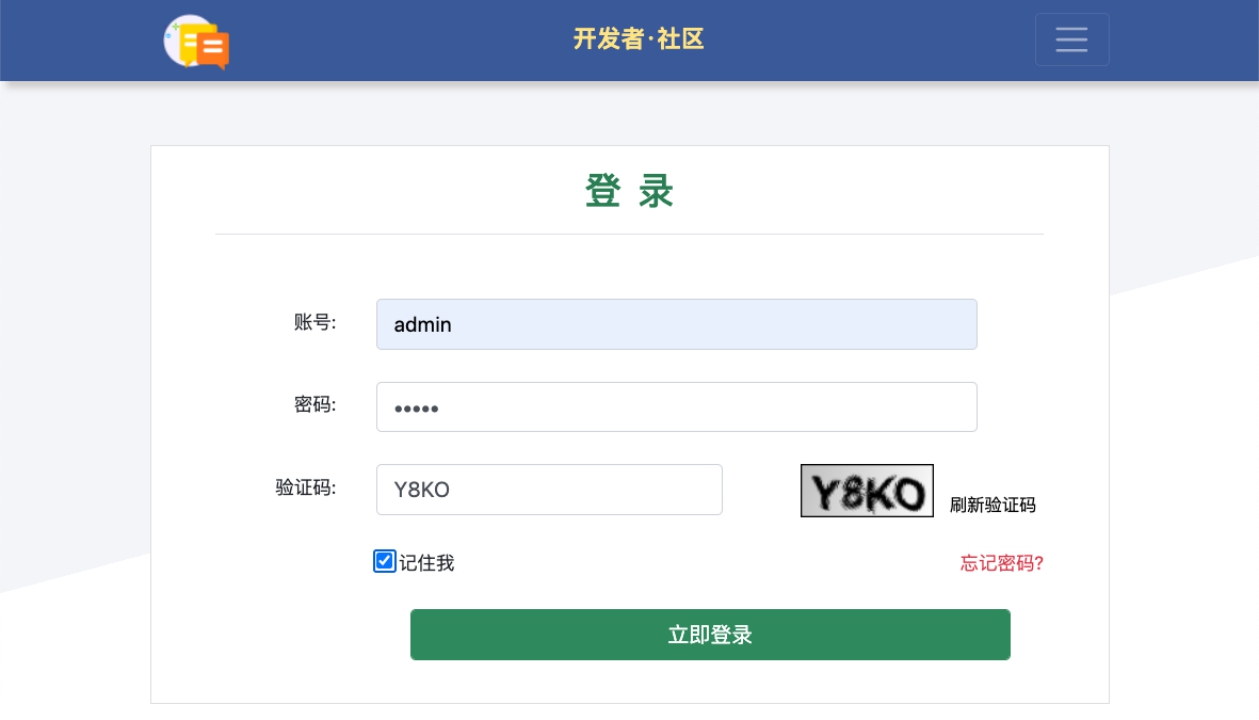 开发者·社区
登 录
账号:
admin
密码:
•••••
验证码:
Y8KO
Y8KO
刷新验证码
记住我
忘记密码?
立即登录